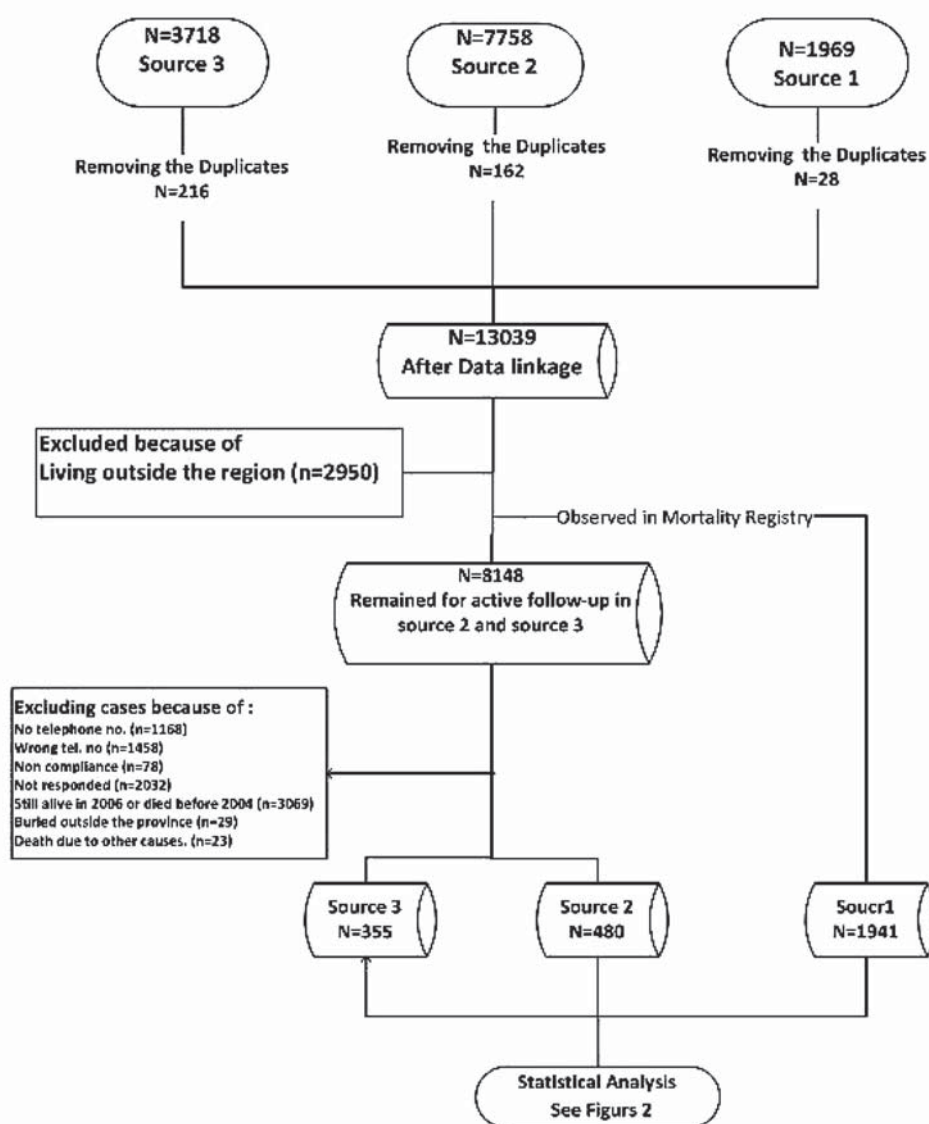 N=3718
Source 3
N=7758
Source 2
N=1969
Source 1
Removing the Duplicates
N=216
Removing the Duplicates
N=162
Removing the Duplicates
N=28
N=13039
After Data linkage
Excluded because of
Living outside the region (n=2950)
Observed in Mortality Registry
N=8148
Remained for active follow-up in
source 2 and source 3
Excluding cases because of :
No telephone no. (n=1168)
Wrong tel. no (n=1458)
Non compliance (n=78)
Not responded (n=2032)
Still alive in 2006 or died before 2004 (n=3069)
Buried outside the province (n=29)
Death due to other causes. (n=23)
Source 3
N=355
Source 2
N=480
Soucr1
N=1941
Statistical Analysis
See Figurs 2